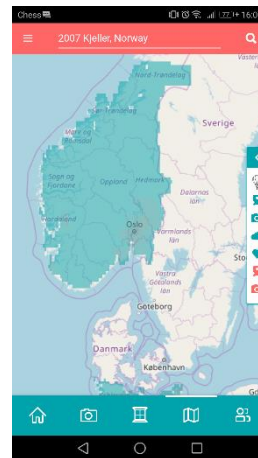 Chess
16:0
2007 Kjeller, Norway
Nord-Trøndelag
Sverige
Møre og
Romsdal
Sogn og
Fjordane
Oppland
Hedmark
Dalarnas
län
Oslo
Värmlands
län
Västra
Götalands
län
Göteborg
Danmark
København